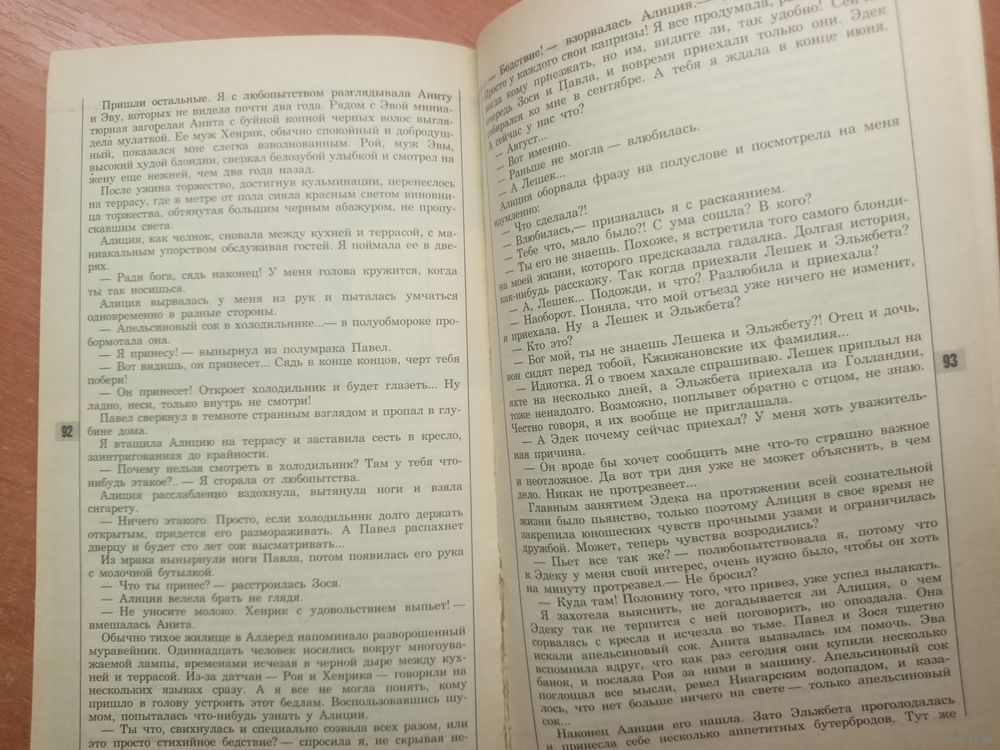 Пришли остальные. Я с любопытством разглядывала Аниту
и Эву, которых не видела почти два года. Рядом с Эвой миниа-
тюрная загорелая Анита с буйной копной черных волос выгля-
дела мулаткой. Ее муж Хенрик, обычно спокойный и добродуш-
ный, показался мне слегка взволнованным. Рой, муж Эвы,
высокий худой блондин, сверкал белозубой улыбкой и смотрел на
жену еще нежней, чем два года назад.
После ужина торжество, достигнув кульминации, перенеслось
на террасу, где в метре от пола сияла красным светом виновни-
ца торжества, обтянутая большим черным абажуром, не пропу-
скавшим света.
Алиция, как челнок, сновала между кухней и террасой, с ма-
ниакальным упорством обслуживая гостей. Я поймала ее в две-
рях.
— Ради бога, сядь наконец! У меня голова кружится, когда
ты так носишься.
Алиция вырвалась у меня из рук и пыталась умчаться
одновременно в разные стороны.
— Апельсиновый сок в холодильнике...— в полуобмороке про-
бормотала она.
— Я принесу! — вынырнул из полумрака Павел.
— Вот видишь, он принесет... Сядь в конце концов, черт тебя
побери!
— Он принесет! Откроет холодильник и будет глазеть... Ну
ладно, неси, только внутрь не смотри!
Павел сверкнул в темноте странным взглядом и пропал в глу-
бине дома.
Я втащила Алицию на террасу и заставила сесть в кресло,
заинтригованная до крайности.
— Почему нельзя смотреть в холодильник? Там у тебя что-
нибудь этакое?.. — Я сгорала от любопытства.
Алиция расслабленно вздохнула, вытянула ноги и взяла
сигарету.
— Ничего этакого. Просто, если холодильник долго держать
открытым, придется его размораживать. А Павел распахнет
дверцу и будет сто лет сок высматривать...
Из мрака вынырнули ноги Павла, потом появилась его рука
с молочной бутылкой.
— Что ты принес? — расстроилась Зося.
— Алиция велела брать не глядя.
— Не уносите молоко. Хенрик с удовольствием выпьет! —
вмешалась Анита.
Обычно тихое жилище в Аллеред напоминало разворошенный
муравейник. Одиннадцать человек носились вокруг многоува-
жаемой лампы, временами исчезая в черной дыре между кух-
ней и террасой. Из-за датчан — Роя и Хенрика — говорили на
нескольких языках сразу. А я все не могла понять, кому
пришло в голову устроить этот бедлам. Воспользовавшись шу-
мом, попыталась что-нибудь узнать у Алиции.
— Ты что, свихнулась и специально созвала всех разом, или
это просто стихийное бедствие? — спросила я, не скрывая не-
92
— Бедствие! — взорвалась Алиция.—
Просто у каждого свои капризы! Я все продумала,
когда кому приезжать, но им, видите ли, так удобно! Сей
очередь Зоси и Павла, и вовремя приехали только они. Эдек
собирался ко мне в сентябре. А тебя я ждала в конце июня.
А сейчас у нас что?
— Август...
— Вот именно.
— Раньше не могла — влюбилась.
— А Лешек...
Алиция оборвала фразу на полуслове и посмотрела на меня
изумленно:
— Что сделала?!
— Влюбилась,— призналась я с раскаянием.
— Тебе что, мало было?! С ума сошла? В кого?
— Ты его не знаешь. Похоже, я встретила того самого блонди-
на моей жизни, которого предсказала гадалка. Долгая история,
как-нибудь расскажу. Так когда приехали Лешек и Эльжбета?
— А, Лешек... Подожди, и что? Разлюбила и приехала?
— Наоборот. Поняла, что мой отъезд уже ничего не изменит,
и приехала. Ну а Лешек и Эльжбета?
— Кто это?
— Бог мой, ты не знаешь Лешека и Эльжбету?! Отец и дочь,
вон сидят перед тобой, Кжижановские их фамилия...
— Идиотка. Я о твоем хахале спрашиваю. Лешек приплыл на
яхте на несколько дней, а Эльжбета приехала из Голландии,
тоже ненадолго. Возможно, поплывет обратно с отцом, не знаю.
Честно говоря, я их вообще не приглашала.
— А Эдек почему сейчас приехал? У меня хоть уважитель-
ная причина.
— Он вроде бы хочет сообщить мне что-то страшно важное
и неотложное. Да вот три дня уже не может объяснить, в чем
дело. Никак не протрезвеет...
Главным занятием Эдека на протяжении всей сознательной
жизни было пьянство, только поэтому Алиция в свое время не
закрепила юношеских чувств прочными узами и ограничилась
дружбой. Может, теперь чувства возродились?
— Пьет все так же? — полюбопытствовала я, потому что
к Эдеку у меня свой интерес, очень нужно было, чтобы он хоть
на минуту протрезвел.— Не бросил?
— Куда там! Половину того, что привез, уже успел вылакать.
Я захотела выяснить, не догадывается ли Алиция, о чем
Эдеку так не терпится с ней поговорить, но опоздала. Она
сорвалась с кресла и исчезла во тьме. Павел и Зося тщетно
искали апельсиновый сок. Анита вызвалась им помочь. Эва
вспомнила вдруг, что как раз сегодня они купили несколько
банок, и послала Роя за ними в машину. Апельсиновый сок
поглощал все мысли, ревел Ниагарским водопадом, и каза-
лось, что нет больше ничего на свете — только апельсиновый
сок...
Наконец Алиция его нашла. Зато Эльжбета проголодалась
и принесла себе несколько аппетитных бутербродов. Тут же
93